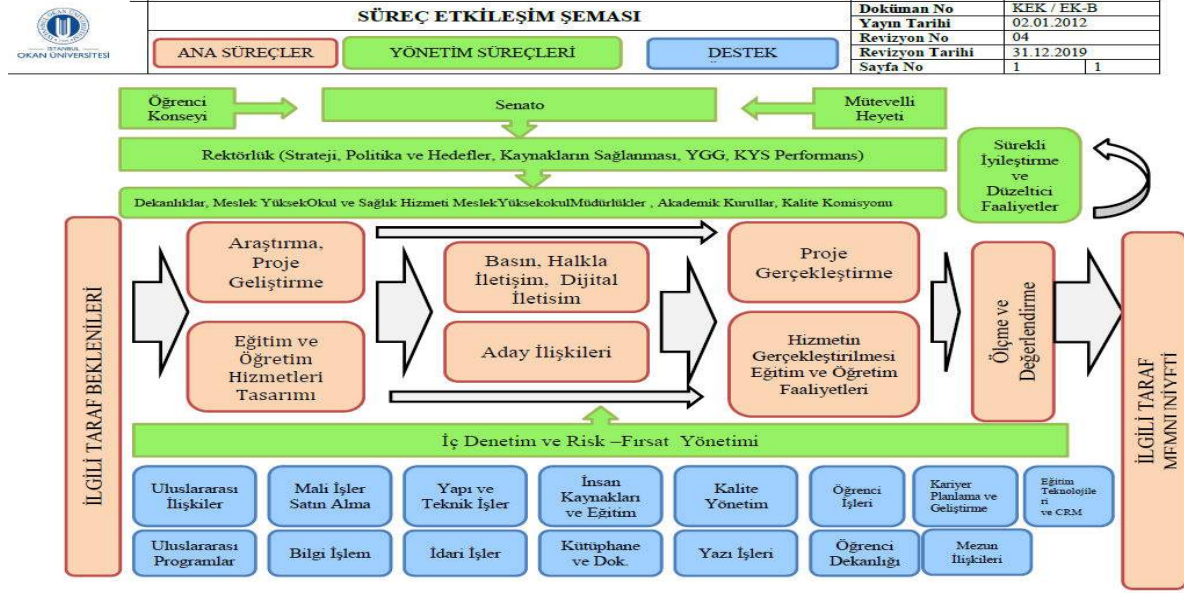 İSTANBUL
OKAN ÜNİVERSİTESİ
SÜREÇ ETKİLEŞİM ŞEMASI
ANA SÜREÇLER
YÖNETİM SÜREÇLERİ
DESTEK
Doküman No KEK / EK-B
Yayın Tarihi 02.01.2012
Revizyon No 04
Revizyon Tarihi 31.12.2019
Sayfa No 1 1
Öğrenci
Konseyi
Senato
Mütevelli
Heyeti
Rektörlük (Strateji, Politika ve Hedefler, Kaynakların Sağlanması, YGG, KYS Performans)
Sürekli
İyileştirme
ve
Düzeltici
Faaliyetler
Dekanlıklar, Meslek YüksekOkul ve Sağlık Hizmeti MeslekYüksekokulMüdürlükler , Akademik Kurullar, Kalite Komisyonu
İLGİLİ TARAF BEKLENİLERİ
Araştırma,
Proje
Geliştirme
Eğitim ve
Öğretim
Hizmetleri
Tasarımı
Basın, Halkla
İletişim, Dijital
İletisim
Aday İlişkileri
Proje
Gerçekleştirme
Hizmetin
Gerçekleştirilmesi
Eğitim ve Öğretim
Faaliyetleri
Ölçme ve
Değerlendirme
İLGİLİ TARAF
MEMNUNİYETİ
İç Denetim ve Risk –Fırsat Yönetimi
Uluslararası
İlişkiler
Mali İşler
Satın Alma
Yapı ve
Teknik İşler
İnsan
Kaynakları
ve Eğitim
Kalite
Yönetim
Öğrenci
İşleri
Kariyer
Planlama ve
Geliştirme
Eğitim
Teknolojile
ri
ve CRM
Uluslararası
Programlar
Bilgi İşlem
İdari İşler
Kütüphane
ve Dok.
Yazı İşleri
Öğrenci
Dekanlığı
Mezun
İlişkileri